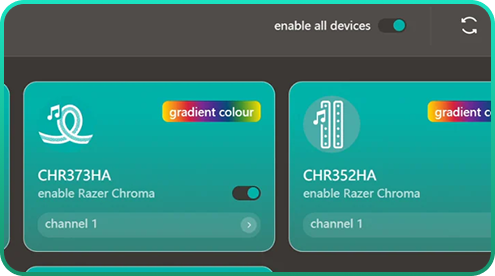 enable all devices
gradient colour
CHR373HA
enable Razer Chroma
channel 1
gradient c
CHR352HA
enable Razer Chroma
channel 1